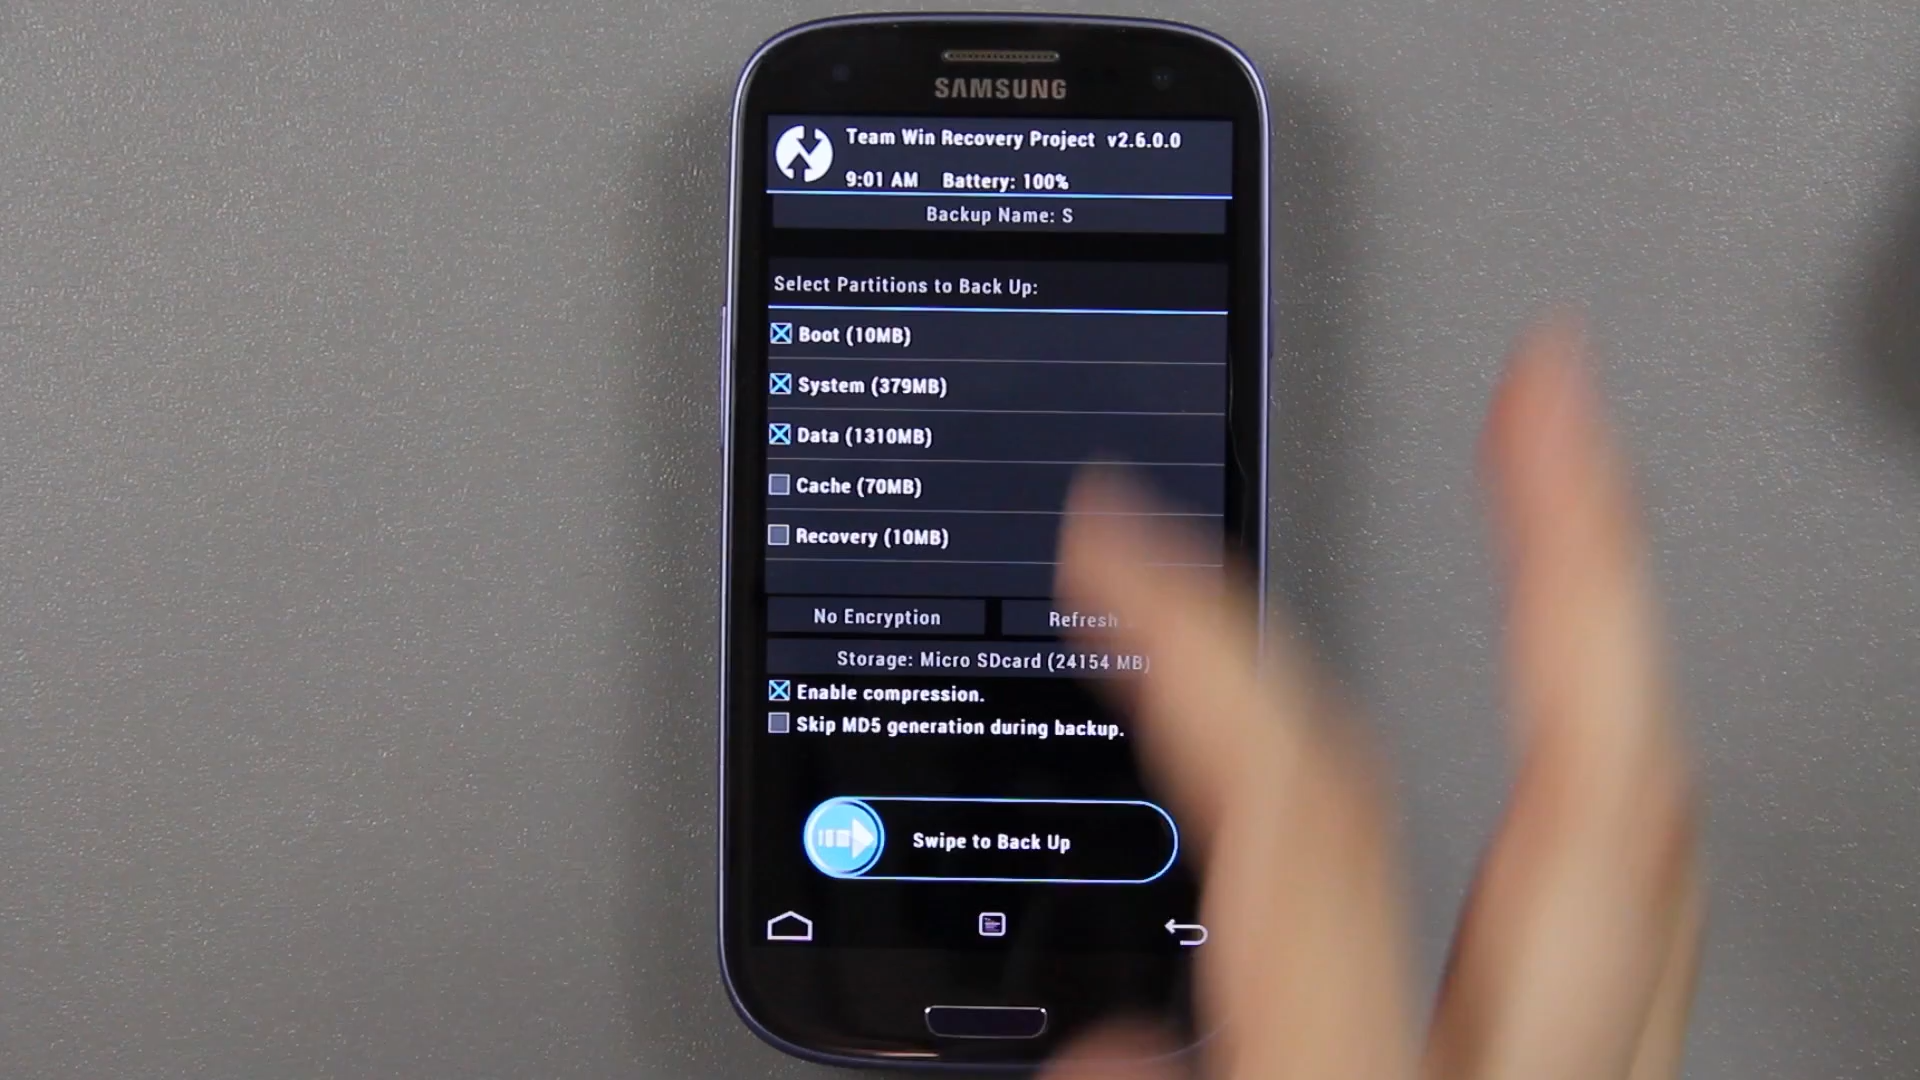 SAMSUNG
Team Win Recovery Project v2.6.0.0
9:01 AM Battery: 100%
Backup Name: S
Select Partitions to Back Up:
Boot (10MB)
System (379MB)
Data (1310MB)
Cache (70MB)
Recovery (10MB)
No Encryption
Refresh
Storage: Micro SDcard (24154 MB)
Enable compression.
Skip MD5 generation during backup.
Swipe to Back Up